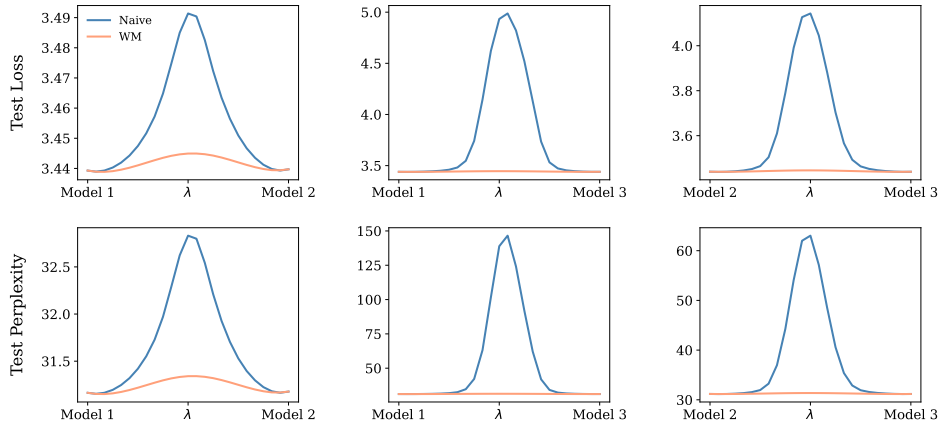 Test Loss
3.49
3.48
3.47
3.46
3.45
3.44
Naive
WM
Model 1 λ Model 2
5.0
4.5
4.0
3.5
Model 1 λ Model 3
4.0
3.8
3.6
Model 2 λ Model 3
Test Perplexity
32.5
32.0
31.5
Model 1 λ Model 2
150
125
100
75
50
Model 1 λ Model 3
60
50
40
30
Model 2 λ Model 3